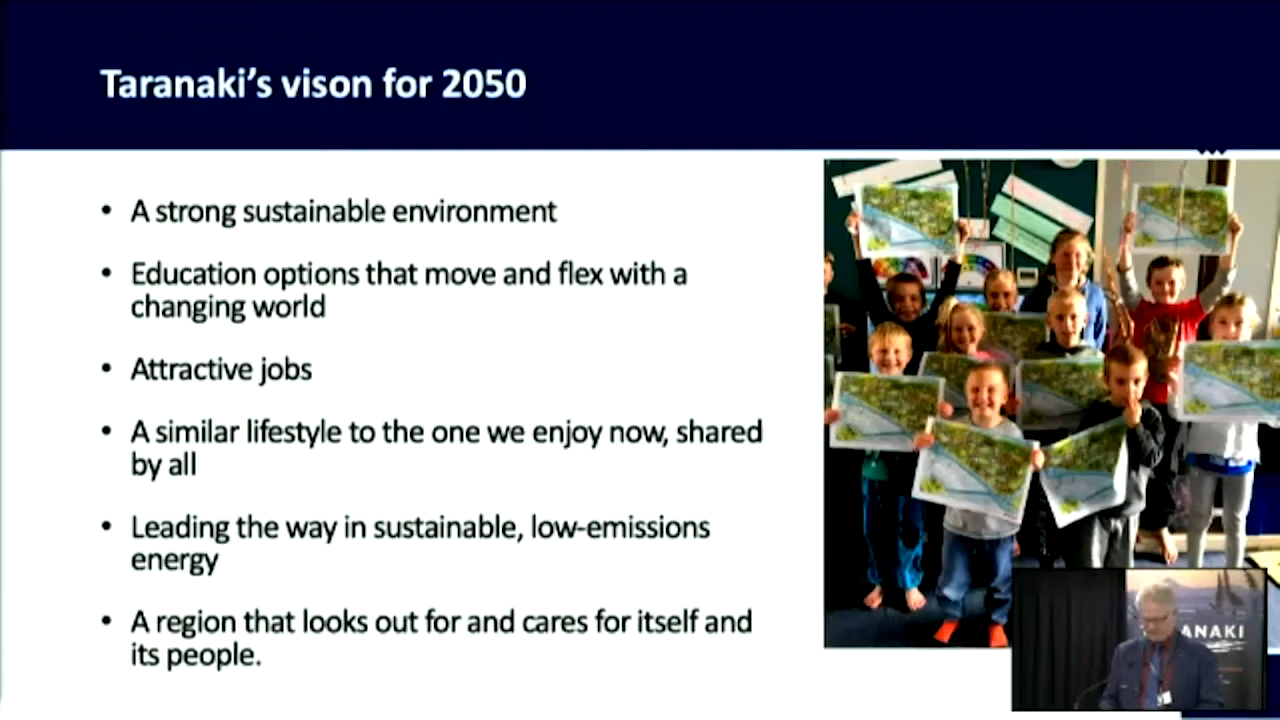 Taranaki's vison for 2050
• A strong sustainable environment
• Education options that move and flex with a
changing world
• Attractive jobs
• A similar lifestyle to the one we enjoy now, shared
by all
• Leading the way in sustainable, low-emissions
energy
• A region that looks out for and cares for itself and
its people.
ANAKI